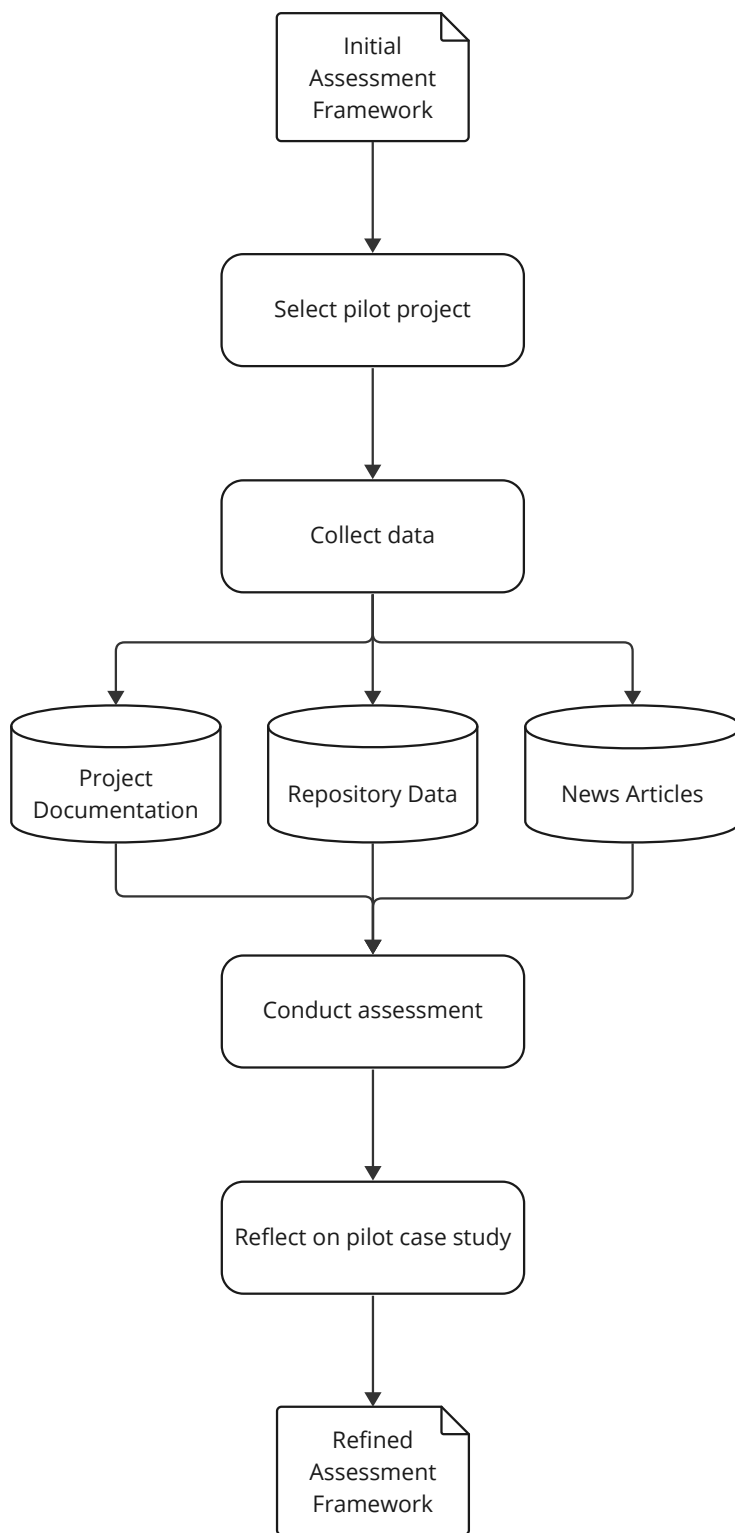 Initial
Assessment
Framework
Select pilot project
Collect data
Project
Documentation
Repository Data
News Articles
Conduct assessment
Reflect on pilot case study
Refined
Assessment
Framework